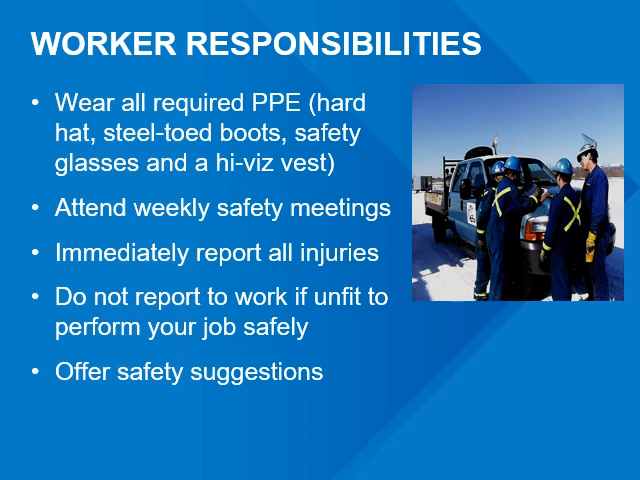 WORKER RESPONSIBILITIES
• Wear all required PPE (hard
hat, steel-toed boots, safety
glasses and a hi-viz vest)
• Attend weekly safety meetings
• Immediately report all injuries
• Do not report to work if unfit to
perform your job safely
• Offer safety suggestions